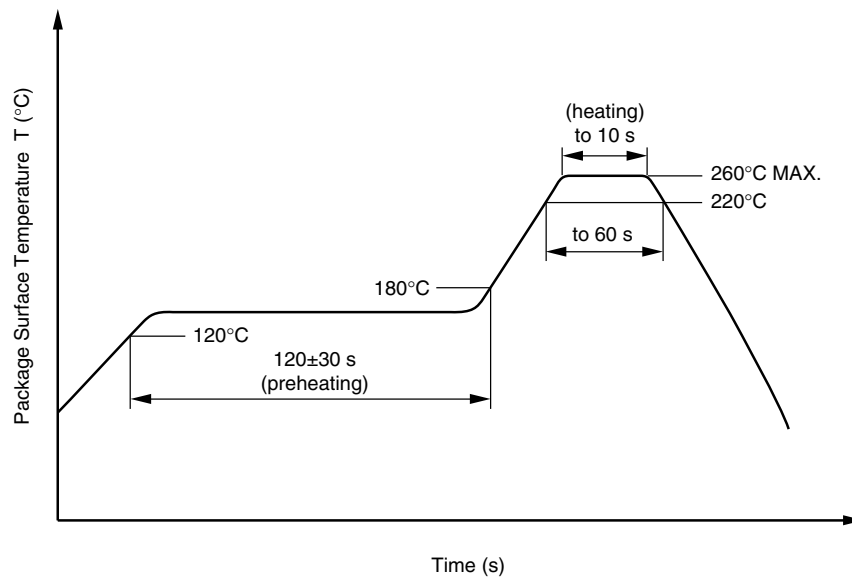 Package Surface Temperature T (°C)
(heating)
to 10 s
260°C MAX.
220°C
to 60 s
180°C
120°C
120±30 s
(preheating)
Time (s)